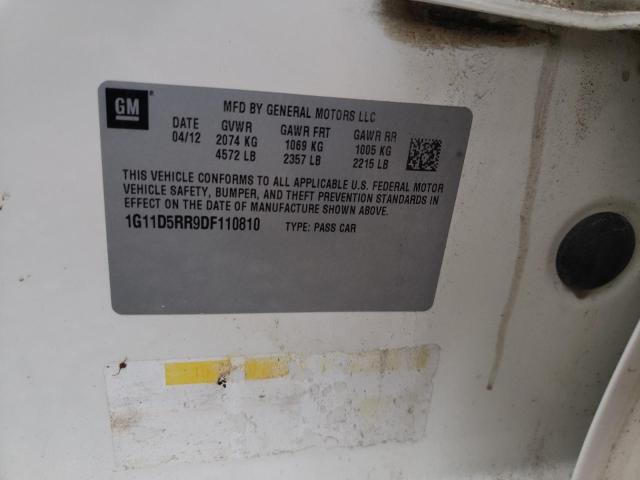 GM
MFD BY GENERAL MOTORS LLC
DATE GVWR GAWR FRT GAWR RR
04/12 2074 KG 1069 KG 1005 KG
4572 LB 2357 LB 2215 LB
THIS VEHICLE CONFORMS TO ALL APPLICABLE U.S. FEDERAL MOTOR
VEHICLE SAFETY, BUMPER, AND THEFT PREVENTION STANDARDS IN
EFFECT ON THE DATE OF MANUFACTURE SHOWN ABOVE.
1G11D5RR9DF110810 TYPE: PASS CAR